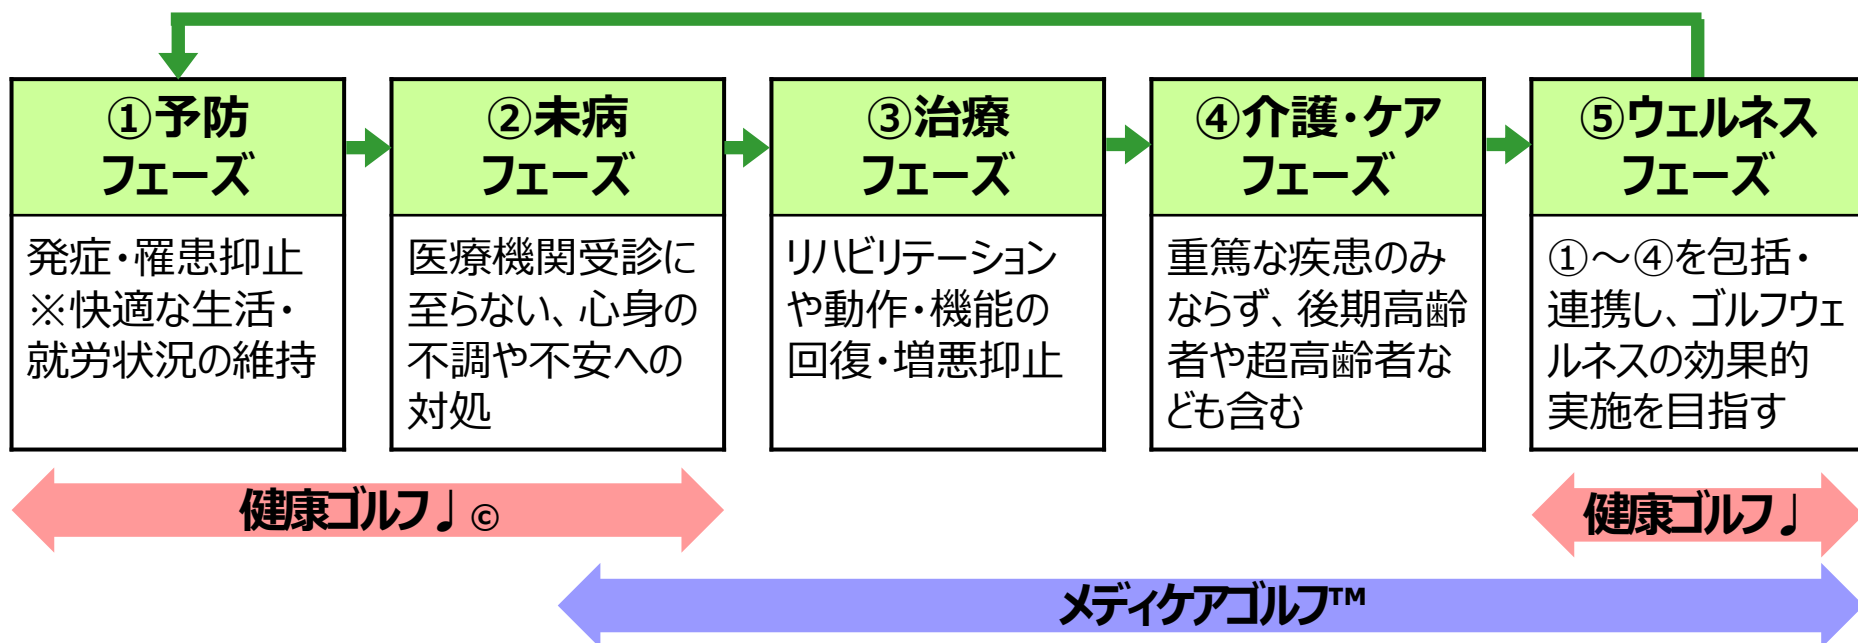 ①予防
フェーズ
発症・罹患抑止
※快適な生活・
就労状況の維持
②未病
フェーズ
医療機関受診に
至らない、心身の
不調や不安への
対処
③治療
フェーズ
リハビリテーション
や動作・機能の
回復・増悪抑止
④介護・ケア
フェーズ
重篤な疾患のみ
ならず、後期高齢
者や超高齢者な
ども含む
⑤ウェルネス
フェーズ
①～④を包括・
連携し、ゴルフウェ
ルネスの効果的
実施を目指す
健康ゴルフ♩©
健康ゴルフ♩
メディケアゴルフ™